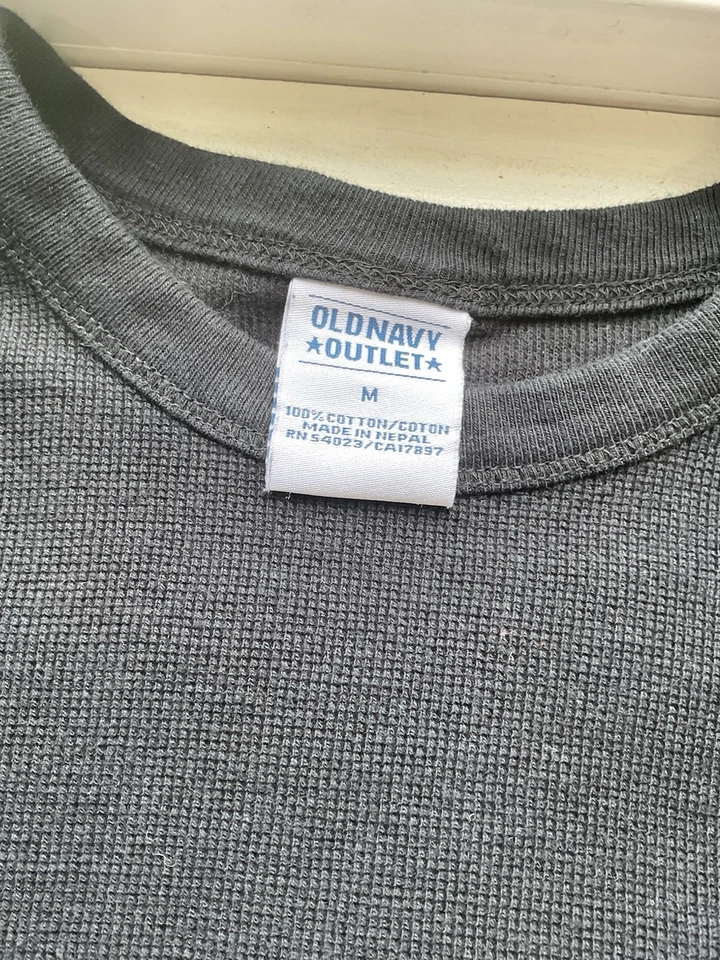 OLDNAVY
★OUTLET★
M
100% COTTON/COTON
MADE IN NEPAL
RN 54023/CA17897